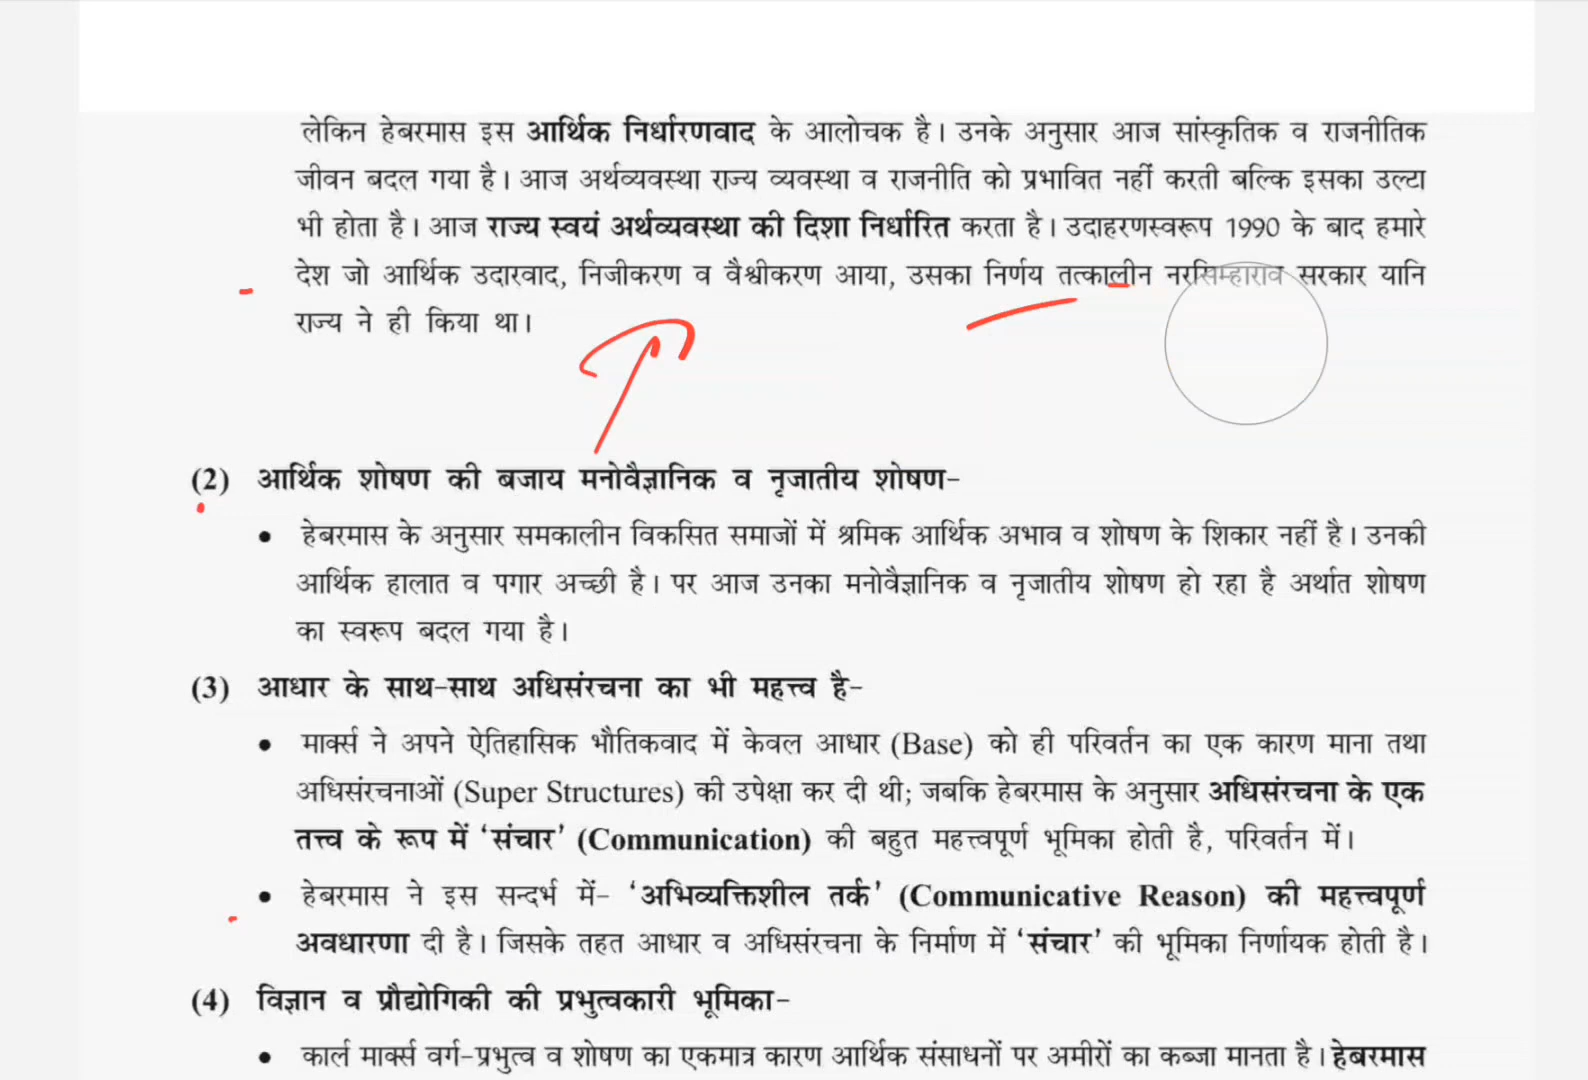 लेकिन हेबरमास इस आर्थिक निर्धारणवाद के आलोचक है। उनके अनुसार आज सांस्कृतिक व राजनीतिक
जीवन बदल गया है। आज अर्थव्यवस्था राज्य व्यवस्था व राजनीति को प्रभावित नहीं करती बल्कि इसका उल्टा
भी होता है। आज राज्य स्वयं अर्थव्यवस्था की दिशा निर्धारित करता है। उदाहरणस्वरूप 1990 के बाद हमारे
देश जो आर्थिक उदारवाद, निजीकरण व वैश्वीकरण आया, उसका निर्णय तत्कालीन नरसिम्हाराव सरकार यानि
राज्य ने ही किया था।
(2) आर्थिक शोषण की बजाय मनोवैज्ञानिक व नृजातीय शोषण-
• हेबरमास के अनुसार समकालीन विकसित समाजों में श्रमिक आर्थिक अभाव व शोषण के शिकार नहीं है। उनकी
आर्थिक हालात व पगार अच्छी है। पर आज उनका मनोवैज्ञानिक व नृजातीय शोषण हो रहा है अर्थात शोषण
का स्वरूप बदल गया है।
(3) आधार के साथ-साथ अधिसंरचना का भी महत्त्व है-
• मार्क्स ने अपने ऐतिहासिक भौतिकवाद में केवल आधार (Base) को ही परिवर्तन का एक कारण माना तथा
अधिसंरचनाओं (Super Structures) की उपेक्षा कर दी थी; जबकि हेबरमास के अनुसार अधिसंरचना के एक
तत्त्व के रूप में ‘संचार’ (Communication) की बहुत महत्त्वपूर्ण भूमिका होती है, परिवर्तन में।
• हेबरमास ने इस सन्दर्भ में- ‘अभिव्यक्तिशील तर्क’ (Communicative Reason) की महत्त्वपूर्ण
अवधारणा दी है। जिसके तहत आधार व अधिसंरचना के निर्माण में ‘संचार’ की भूमिका निर्णायक होती है।
(4) विज्ञान व प्रौद्योगिकी की प्रभुत्वकारी भूमिका-
• कार्ल मार्क्स वर्ग-प्रभुत्व व शोषण का एकमात्र कारण आर्थिक संसाधनों पर अमीरों का कब्जा मानता है। हेबरमास